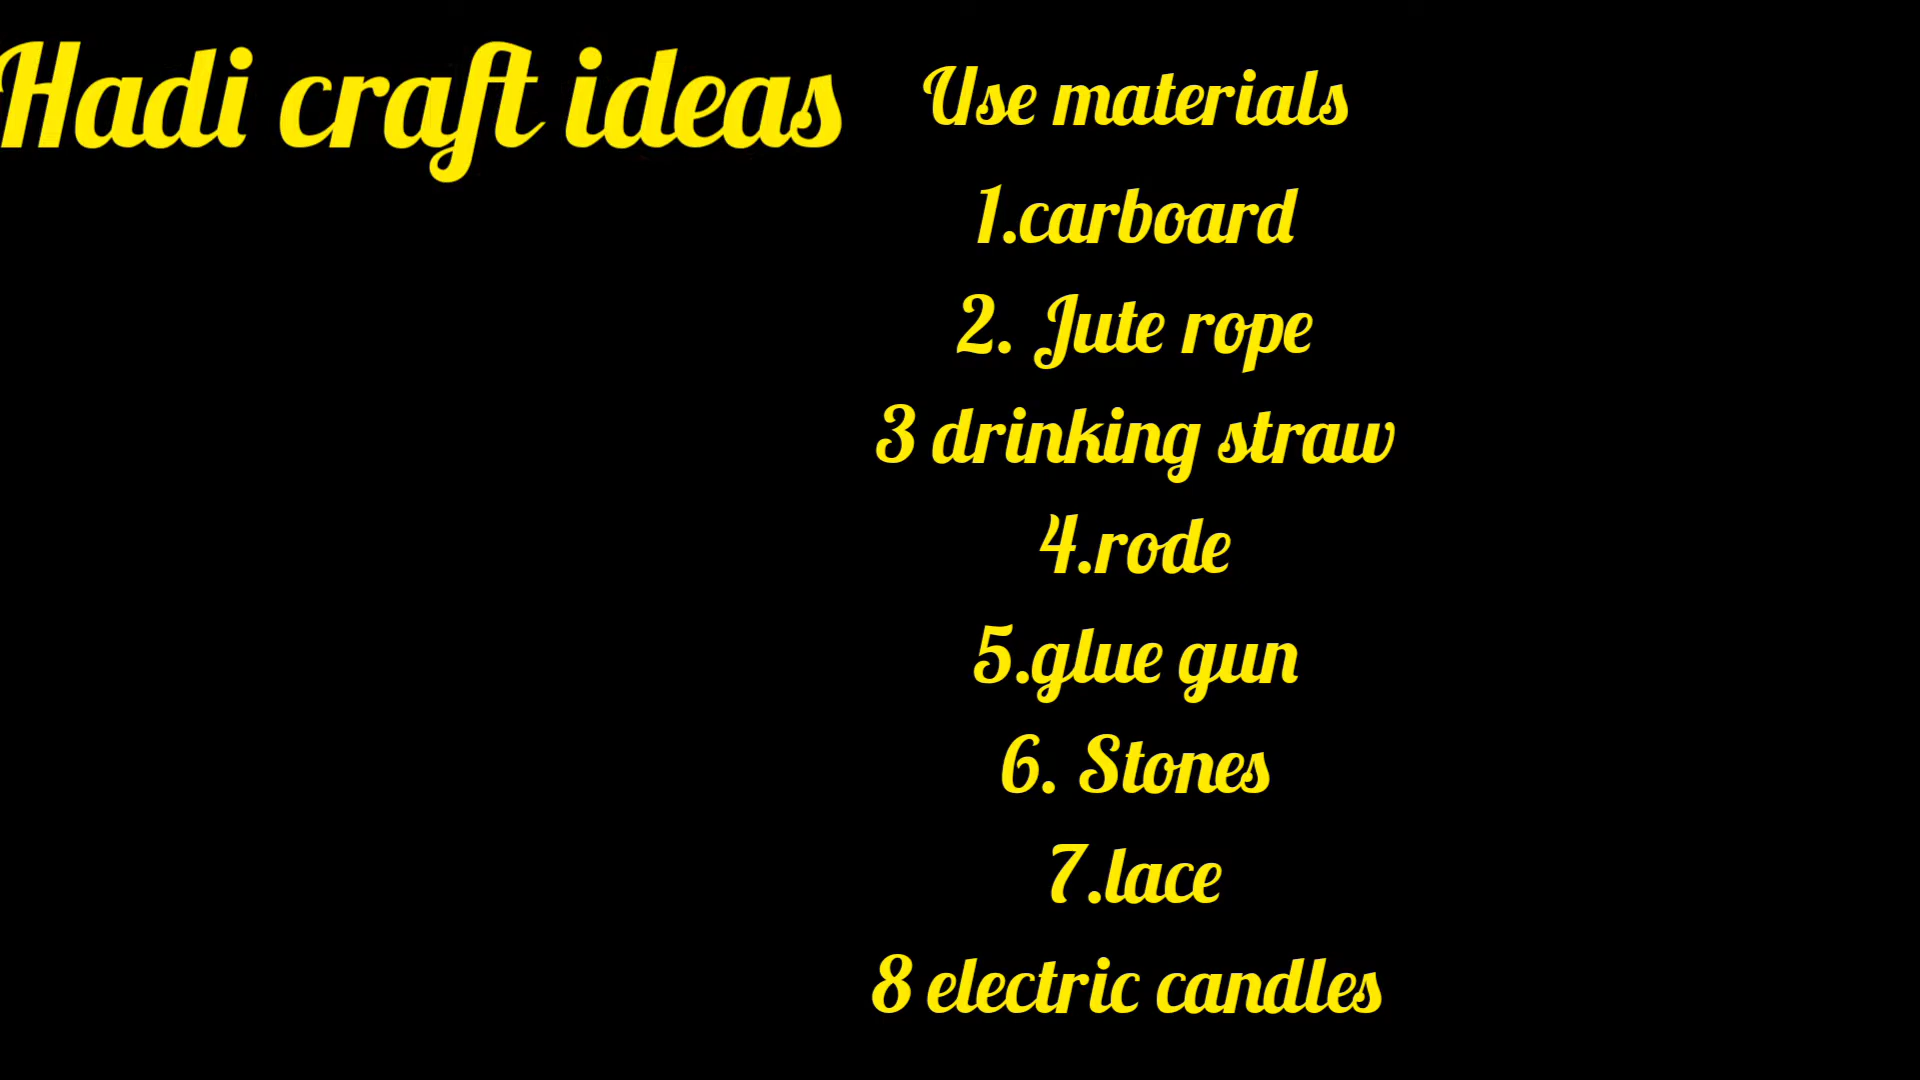 Hadi craft ideas
Use materials
1.carboard
2. Jute rope
3 drinking straw
4.rode
5.glue gun
6. Stones
7.lace
8 electric candles